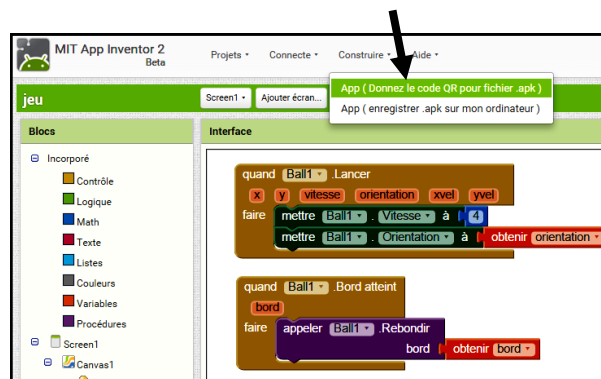 MIT App Inventor 2
Beta
Projets Connecte Construire Aide
App ( Donnez le code QR pour fichier .apk )
App ( enregistrer .apk sur mon ordinateur )
jeu
Screen1 Ajouter écran...
Blocs
Interface
Incorporé
Contrôle
Logique
Math
Texte
Listes
Couleurs
Variables
Procédures
Screen1
Canvas1
quand Ball1 .Lancer
x y vitesse orientation xvel yvel
faire mettre Ball1 . Vitesse à 4
mettre Ball1 . Orientation à obtenir orientation
quand Ball1 .Bord atteint
bord
faire appeler Ball1 .Rebondir
bord obtenir bord